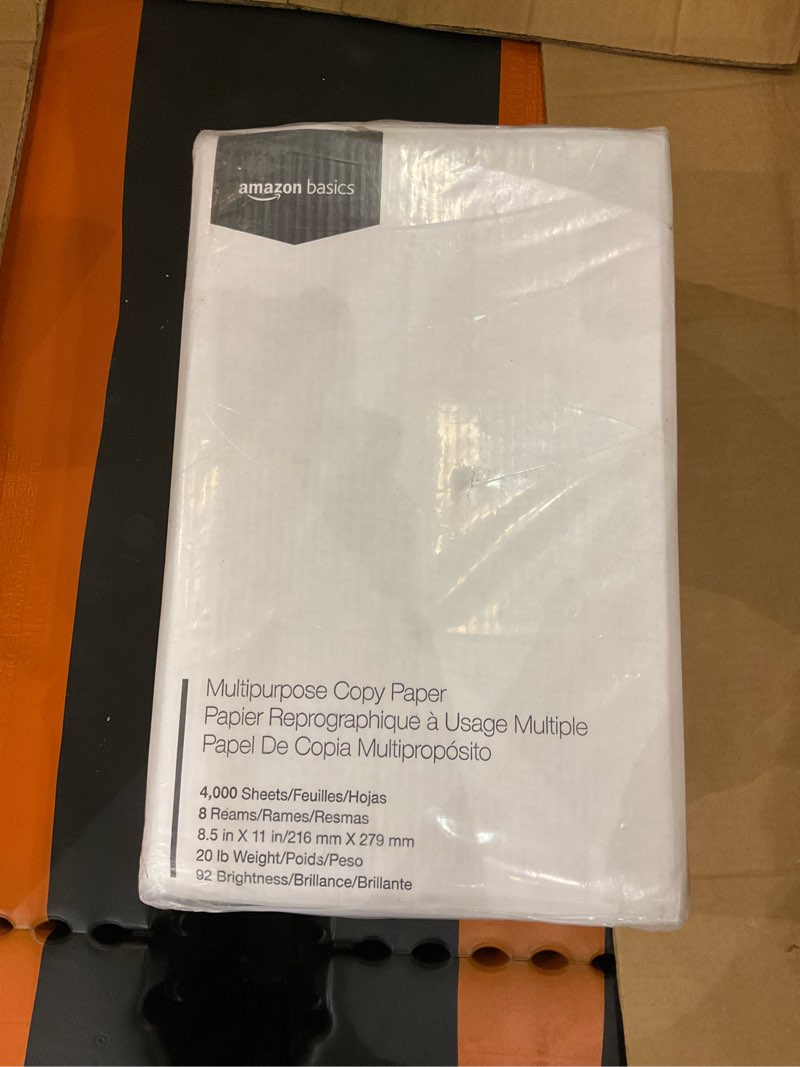 amazon basics
Multipurpose Copy Paper
Papier Reprographique à Usage Multiple
Papel De Copia Multipropósito
4,000 Sheets/Feuilles/Hojas
8 Reams/Rames/Resmas
8.5 in X 11 in/216 mm X 279 mm
20 lb Weight/Poids/Peso
92 Brightness/Brillance/Brillante